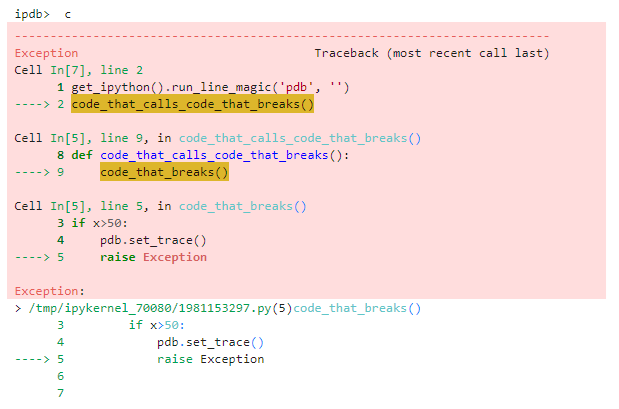 ipdb>  c
---------------------------------------------------------------------------
Exception                                 Traceback (most recent call last)
Cell In[7], line 2
      1 get_ipython().run_line_magic('pdb', '')
----> 2 code_that_calls_code_that_breaks()

Cell In[5], line 9, in code_that_calls_code_that_breaks()
      8 def code_that_calls_code_that_breaks():
----> 9     code_that_breaks()

Cell In[5], line 5, in code_that_breaks()
      3 if x>50:
      4     pdb.set_trace()
----> 5     raise Exception

Exception:
> /tmp/ipykernel_70080/1981153297.py(5)code_that_breaks()
      3         if x>50:
      4             pdb.set_trace()
----> 5             raise Exception
      6
      7